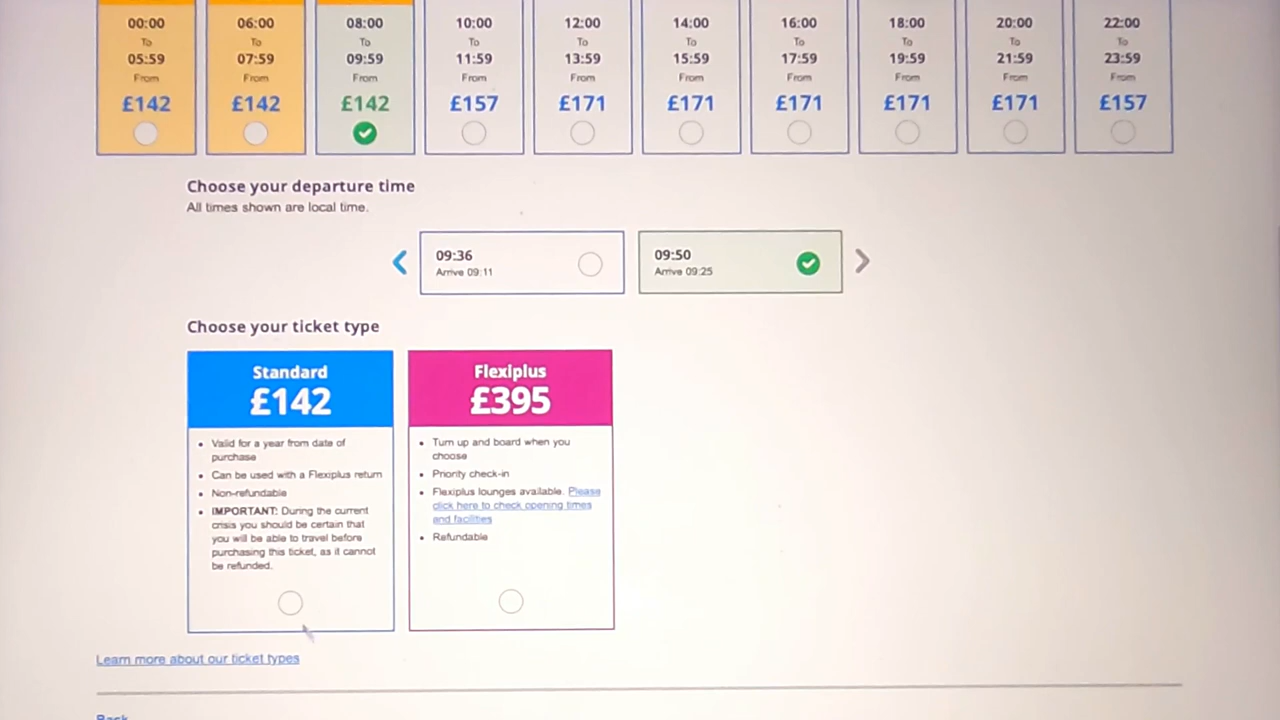 00:00 06:00 08:00 10:00 12:00 14:00 16:00 18:00 20:00 22:00
To To To To To To To To To To
05:59 07:59 09:59 11:59 13:59 15:59 17:59 19:59 21:59 23:59
From From From From From From From From From From
£142 £142 £142 £157 £171 £171 £171 £171 £171 £157
Choose your departure time
All times shown are local time.
09:36
Arrive 09:11
09:50
Arrive 09:25
Choose your ticket type
Standard
£142
Valid for a year from date of
purchase
Can be used with a Flexiplus return
Non-refundable
IMPORTANT: During the current
crisis you should be certain that
you will be able to travel before
purchasing this ticket, as it cannot
be refunded.
Flexiplus
£395
Turn up and board when you
choose
Priority check-in
Flexiplus lounges available. Please
click here to check opening times
and facilities
Refundable
Learn more about our ticket types
Back